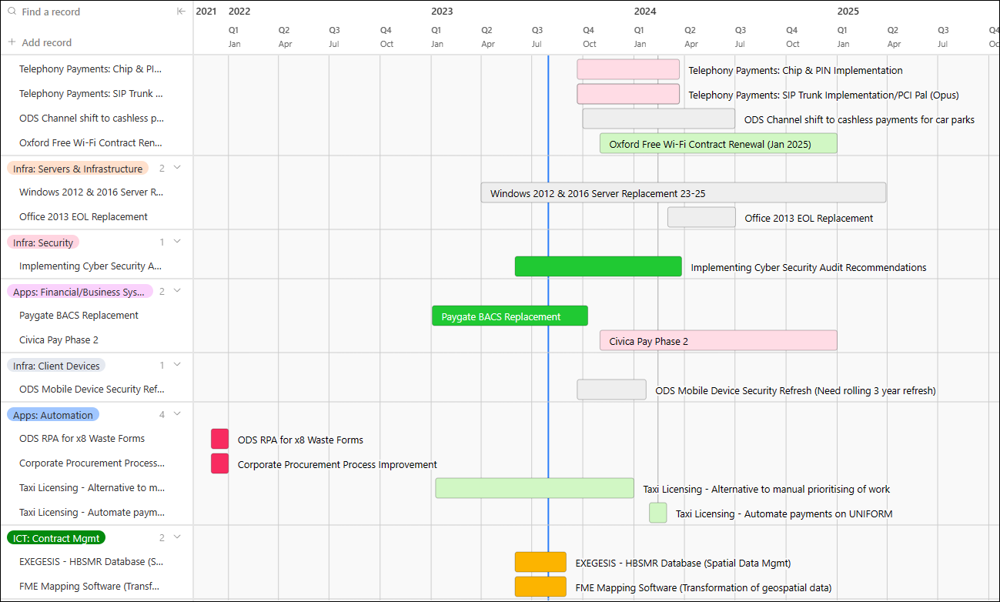 Find a record
2021 2022 2023 2024 2025
Q1 Q2 Q3 Q4 Q1 Q2 Q3 Q4 Q1 Q2 Q3 Q4 Q1 Q2 Q3 Q4
Add record
Jan Apr Jul Oct Jan Apr Jul Oct Jan Apr Jul Oct Jan Apr Jul Oc
Telephony Payments: Chip & PI... Telephony Payments: Chip & PIN Implementation
Telephony Payments: SIP Trunk ... Telephony Payments: SIP Trunk Implementation/PCI Pal (Opus)
ODS Channel shift to cashless p... ODS Channel shift to cashless payments for car parks
Oxford Free Wi-Fi Contract Ren... Oxford Free Wi-Fi Contract Renewal (Jan 2025)
Infra: Servers & Infrastructure 2
Windows 2012 & 2016 Server R... Windows 2012 & 2016 Server Replacement 23-25
Office 2013 EOL Replacement Office 2013 EOL Replacement
Infra: Security 1
Implementing Cyber Security A... Implementing Cyber Security Audit Recommendations
Apps: Financial/Business Sys... 2
Paygate BACS Replacement Paygate BACS Replacement
Civica Pay Phase 2 Civica Pay Phase 2
Infra: Client Devices 1
ODS Mobile Device Security Ref... ODS Mobile Device Security Refresh (Need rolling 3 year refresh)
Apps: Automation 4
ODS RPA for x8 Waste Forms ODS RPA for x8 Waste Forms
Corporate Procurement Process... Corporate Procurement Process Improvement
Taxi Licensing - Alternative to m... Taxi Licensing - Alternative to manual prioritising of work
Taxi Licensing - Automate paym... Taxi Licensing - Automate payments on UNIFORM
ICT: Contract Mgmt 2
EXEGESIS - HBSMR Database (S... EXEGESIS - HBSMR Database (Spatial Data Mgmt)
FME Mapping Software (Transf... FME Mapping Software (Transformation of geospatial data)